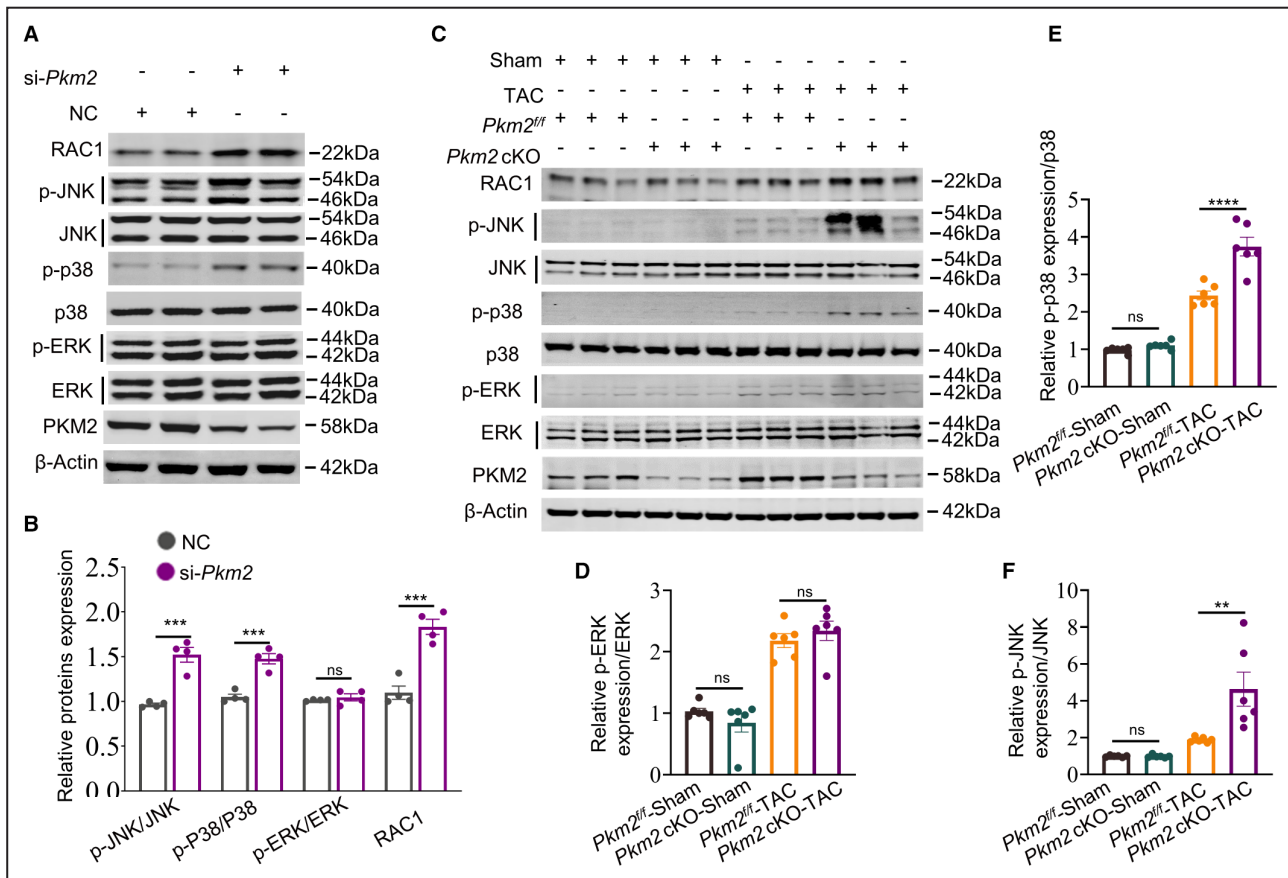 A
si-Pkm2 - - + +
NC + + - -
RAC1 -22kDa
p-JNK -54kDa
-46kDa
JNK -54kDa
-46kDa
p-p38 -40kDa
p38 -40kDa
p-ERK -44kDa
-42kDa
ERK -44kDa
-42kDa
PKM2 -58kDa
β-Actin -42kDa
B
NC
si-Pkm2
Relative proteins expression
2.5
2.0
1.5
1.0
0.5
0.0
***
***
ns
***
p-JNK/JNK
p-P38/P38
p-ERK/ERK
RAC1
C
Sham + + + + + + - - - - - -
TAC - - - - - - + + + + + +
Pkm2f/f + + + - - - + + + - - -
Pkm2 cKO - - - + + + - - - + + +
RAC1 -22kDa
p-JNK -54kDa
-46kDa
JNK -54kDa
-46kDa
p-p38 -40kDa
p38 -40kDa
p-ERK -44kDa
-42kDa
ERK -44kDa
-42kDa
PKM2 -58kDa
β-Actin -42kDa
D
Relative p-ERK
expression/ERK
3
2
1
0
ns
ns
Pkm2f/f-Sham
Pkm2 cKO-Sham
Pkm2f/f-TAC
Pkm2 cKO-TAC
E
Relative p-p38 expression/p38
5
4
3
2
1
0
ns
****
Pkm2f/f-Sham
Pkm2 cKO-Sham
Pkm2f/f-TAC
Pkm2 cKO-TAC
F
Relative p-JNK
expression/JNK
10
8
6
4
2
0
ns
**
Pkm2f/f-Sham
Pkm2 cKO-Sham
Pkm2f/f-TAC
Pkm2 cKO-TAC